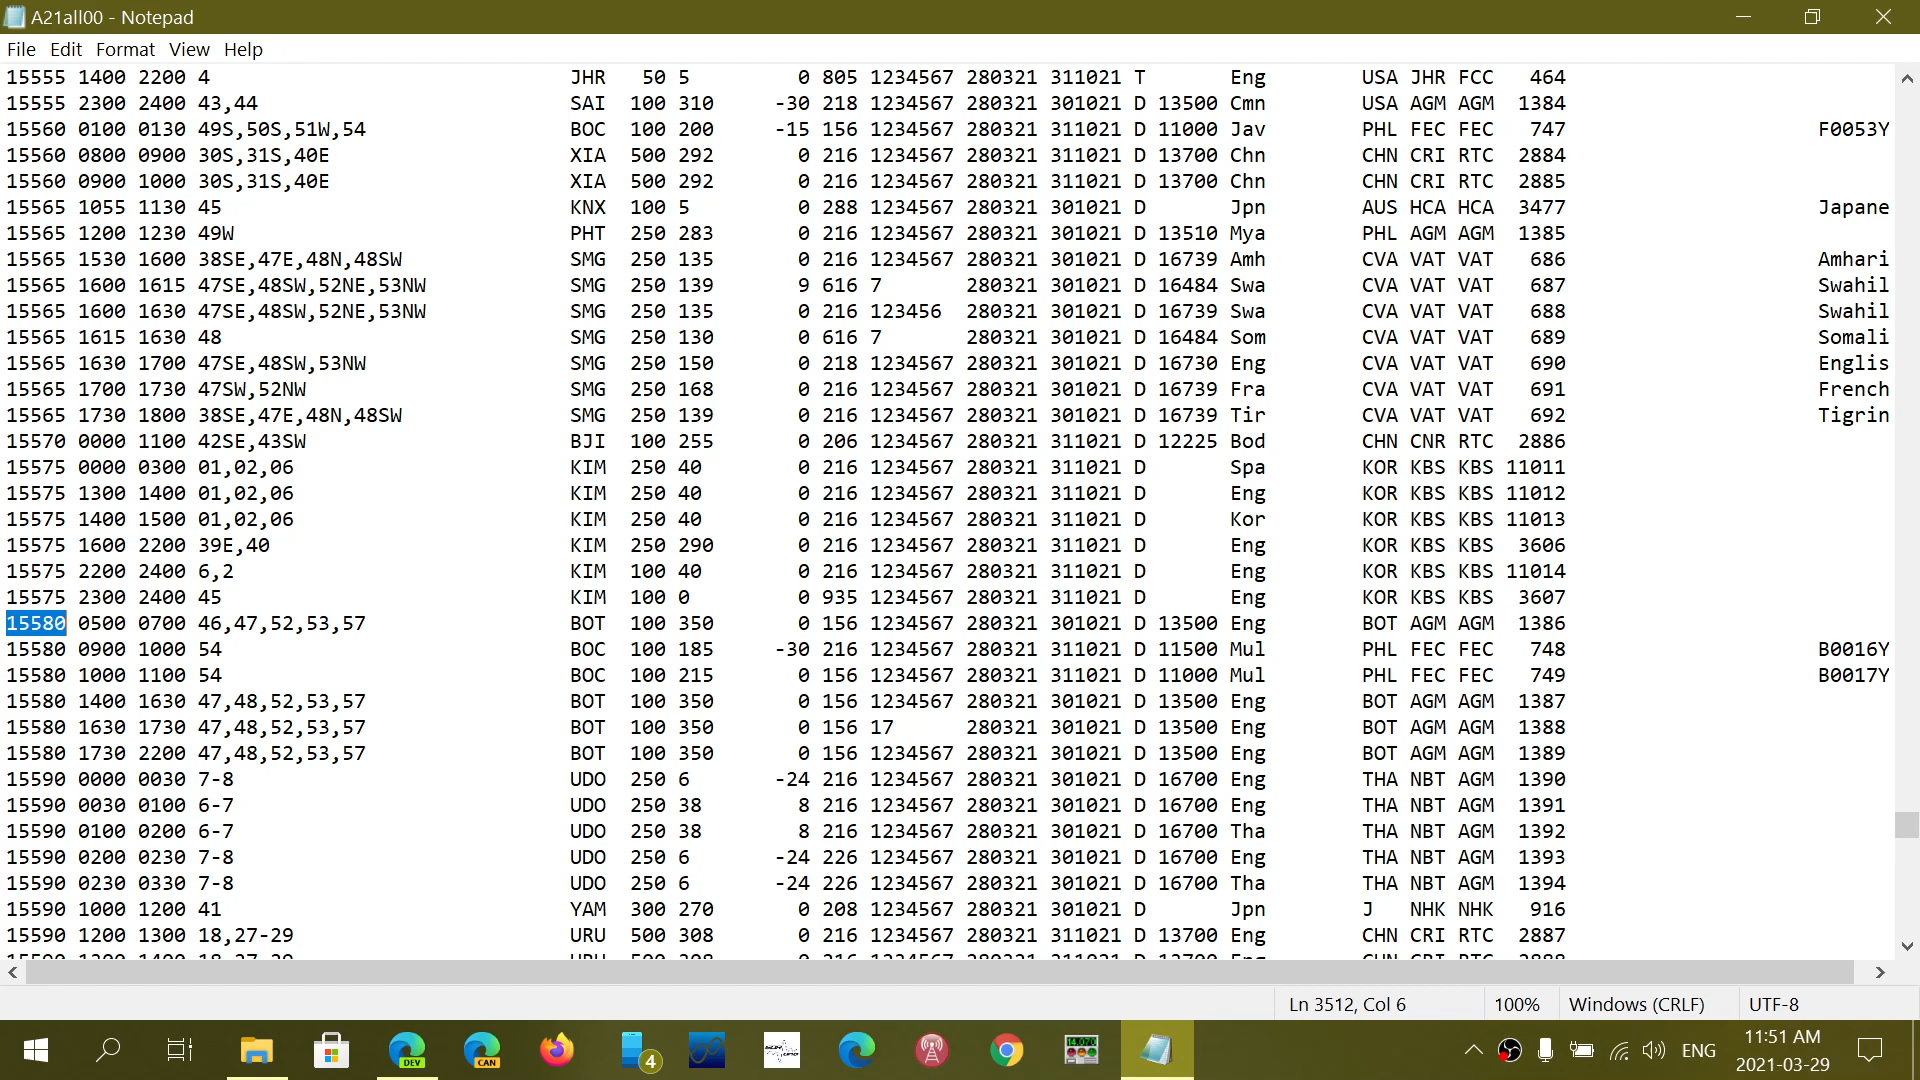 A21all00 - Notepad
File Edit Format View Help
15555 1400 2200 4 JHR 50 5 0 805 1234567 280321 311021 T Eng USA JHR FCC 464
15555 2300 2400 43,44 SAI 100 310 -30 218 1234567 280321 301021 D 13500 Cmn USA AGM AGM 1384
15560 0100 0130 49S,50S,51W,54 BOC 100 200 -15 156 1234567 280321 301021 D 11000 Jav PHL FEC FEC 747 F0053Y
15560 0800 0900 30S,31S,40E XIA 500 292 0 216 1234567 280321 311021 D 13700 Chn CHN CRI RTC 2884
15560 0900 1000 30S,31S,40E XIA 500 292 0 216 1234567 280321 311021 D 13700 Chn CHN CRI RTC 2885
15565 1055 1130 45 KNX 100 5 0 288 1234567 280321 301021 D Jpn AUS HCA HCA 3477 Japane
15565 1200 1230 49W PHT 250 283 0 216 1234567 280321 301021 D 13510 Mya PHL AGM AGM 1385
15565 1530 1600 38SE,47E,48N,48SW SMG 250 135 0 216 1234567 280321 301021 D 16739 Amh CVA VAT VAT 686 Amhari
15565 1600 1615 47SE,48SW,52NE,53NW SMG 250 139 9 616 7 280321 301021 D 16484 Swa CVA VAT VAT 687 Swahil
15565 1600 1630 47SE,48SW,52NE,53NW SMG 250 135 0 216 123456 280321 301021 D 16739 Swa CVA VAT VAT 688 Swahil
15565 1615 1630 48 SMG 250 130 0 616 7 280321 301021 D 16484 Som CVA VAT VAT 689 Somali
15565 1630 1700 47SE,48SW,53NW SMG 250 150 0 218 1234567 280321 301021 D 16730 Eng CVA VAT VAT 690 Englis
15565 1700 1730 47SW,52NW SMG 250 168 0 216 1234567 280321 301021 D 16739 Fra CVA VAT VAT 691 French
15565 1730 1800 38SE,47E,48N,48SW SMG 250 139 0 216 1234567 280321 301021 D 16739 Tir CVA VAT VAT 692 Tigrin
15570 0000 1100 42SE,43SW BJI 100 255 0 206 1234567 280321 311021 D 12225 Bod CHN CNR RTC 2886
15575 0000 0300 01,02,06 KIM 250 40 0 216 1234567 280321 311021 D Spa KOR KBS KBS 11011
15575 1300 1400 01,02,06 KIM 250 40 0 216 1234567 280321 311021 D Eng KOR KBS KBS 11012
15575 1400 1500 01,02,06 KIM 250 40 0 216 1234567 280321 311021 D Kor KOR KBS KBS 11013
15575 1600 2200 39E,40 KIM 250 290 0 216 1234567 280321 311021 D Eng KOR KBS KBS 3606
15575 2200 2400 6,2 KIM 100 40 0 216 1234567 280321 311021 D Eng KOR KBS KBS 11014
15575 2300 2400 45 KIM 100 0 0 935 1234567 280321 311021 D Eng KOR KBS KBS 3607
15580 0500 0700 46,47,52,53,57 BOT 100 350 0 156 1234567 280321 301021 D 13500 Eng BOT AGM AGM 1386
15580 0900 1000 54 BOC 100 185 -30 216 1234567 280321 301021 D 11500 Mul PHL FEC FEC 748 B0016Y
15580 1000 1100 54 BOC 100 215 0 156 1234567 280321 301021 D 11000 Mul PHL FEC FEC 749 B0017Y
15580 1400 1630 47,48,52,53,57 BOT 100 350 0 156 1234567 280321 301021 D 13500 Eng BOT AGM AGM 1387
15580 1630 1730 47,48,52,53,57 BOT 100 350 0 156 17 280321 301021 D 13500 Eng BOT AGM AGM 1388
15580 1730 2200 47,48,52,53,57 BOT 100 350 0 156 1234567 280321 301021 D 13500 Eng BOT AGM AGM 1389
15590 0000 0030 7-8 UDO 250 6 -24 216 1234567 280321 301021 D 16700 Eng THA NBT AGM 1390
15590 0030 0100 6-7 UDO 250 38 8 216 1234567 280321 301021 D 16700 Eng THA NBT AGM 1391
15590 0100 0200 6-7 UDO 250 38 8 216 1234567 280321 301021 D 16700 Tha THA NBT AGM 1392
15590 0200 0230 7-8 UDO 250 6 -24 226 1234567 280321 301021 D 16700 Eng THA NBT AGM 1393
15590 0230 0330 7-8 UDO 250 6 -24 226 1234567 280321 301021 D 16700 Tha THA NBT AGM 1394
15590 1000 1200 41 YAM 300 270 0 208 1234567 280321 301021 D Jpn J NHK NHK 916
15590 1200 1300 18,27-29 URU 500 308 0 216 1234567 280321 311021 D 13700 Eng CHN CRI RTC 2887
Ln 3512, Col 6 100% Windows (CRLF) UTF-8
DEV CAN 4 14.070 ENG 11:51 AM
2021-03-29